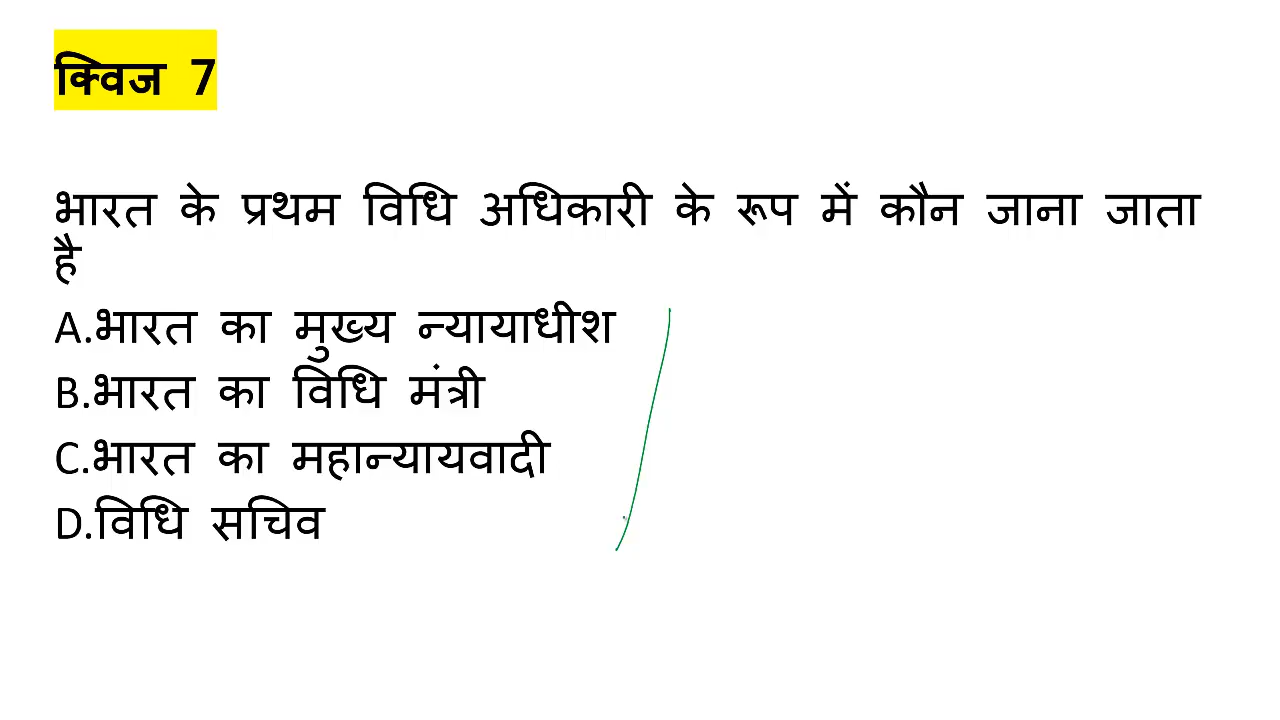 क्विज 7
भारत के प्रथम विधि अधिकारी के रूप में कौन जाना जाता
है
A.भारत का मुख्य न्यायाधीश
B.भारत का विधि मंत्री
C.भारत का महान्यायवादी
D.विधि सचिव